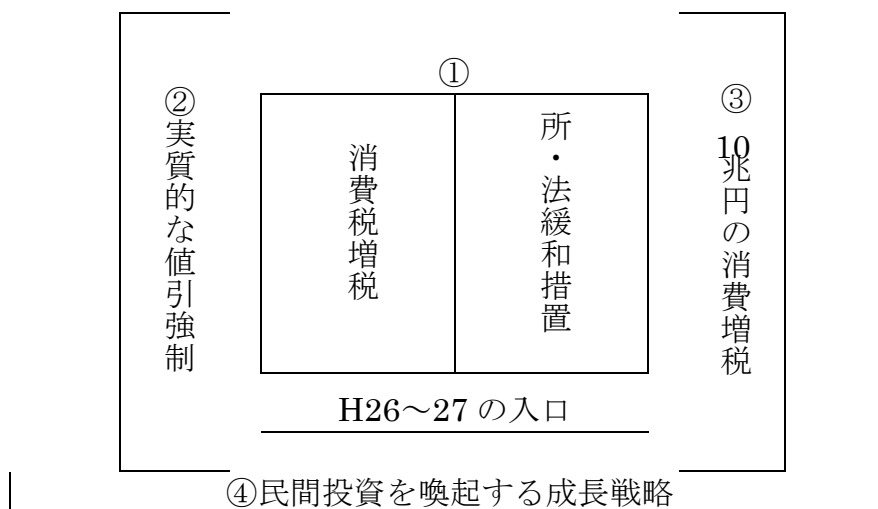 ①
②実質的な値引強制
消費税増税
所・法緩和措置
③10兆円の消費増税
H26～27の入口
④民間投資を喚起する成長戦略